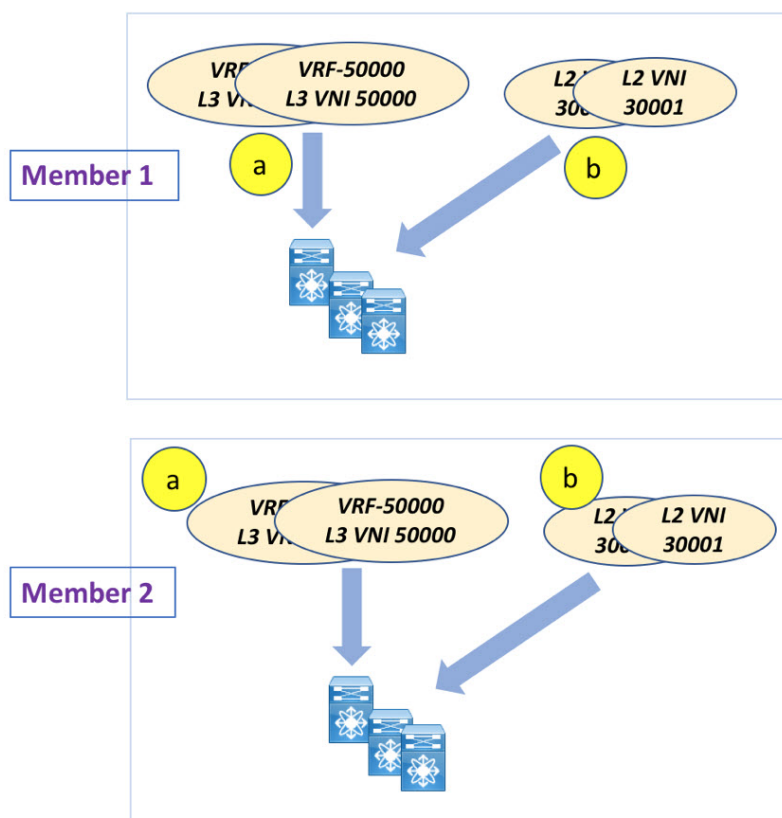 VRF-50000
L3 VNI 50000
L2 VNI
30001
a
b
Member 1
a
b
VRF-50000
L3 VNI 50000
L2 VNI
30001
Member 2